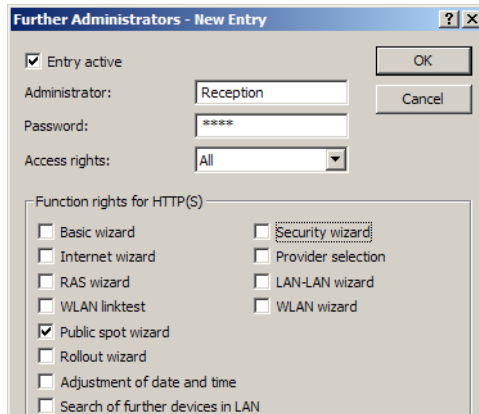 Further Administrators - New Entry
Entry active
OK
Administrator:
Reception
Cancel
Password:
****
Access rights:
All
Function rights for HTTP(S)
Basic wizard
Security wizard
Internet wizard
Provider selection
RAS wizard
LAN-LAN wizard
WLAN linktest
WLAN wizard
Public spot wizard
Rollout wizard
Adjustment of date and time
Search of further devices in LAN